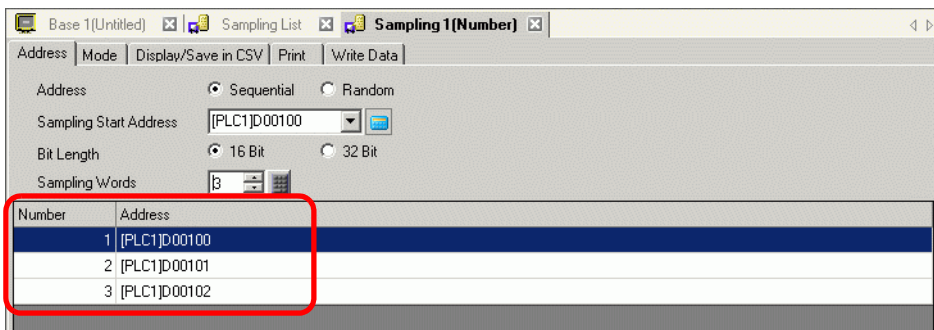 Base 1(Untitled) Sampling List Sampling 1(Number)
Address Mode Display/Save in CSV Print Write Data
Address Sequential Random
Sampling Start Address [PLC1]D00100
Bit Length 16 Bit 32 Bit
Sampling Words 3
Number Address
1 [PLC1]D00100
2 [PLC1]D00101
3 [PLC1]D00102